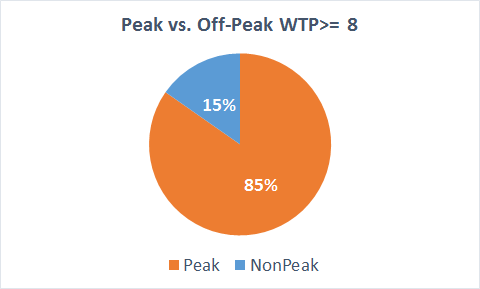 Peak vs. Off-Peak WTP>= 8
15%
85%
Peak NonPeak